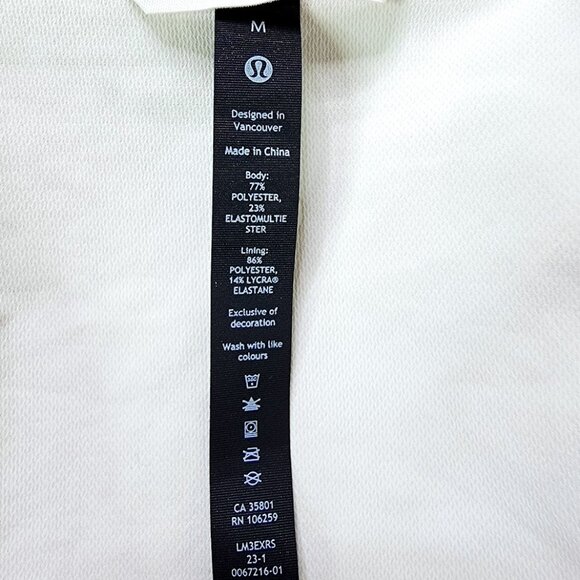 M
Designed in
Vancouver
Made in China
Body:
77%
POLYESTER,
23%
ELASTOMULTIE
STER
Lining:
86%
POLYESTER,
14% LYCRA®
ELASTANE
Exclusive of
decoration
Wash with like
colours
CA 35801
RN 106259
LM3EXRS
23-1
0067216-01